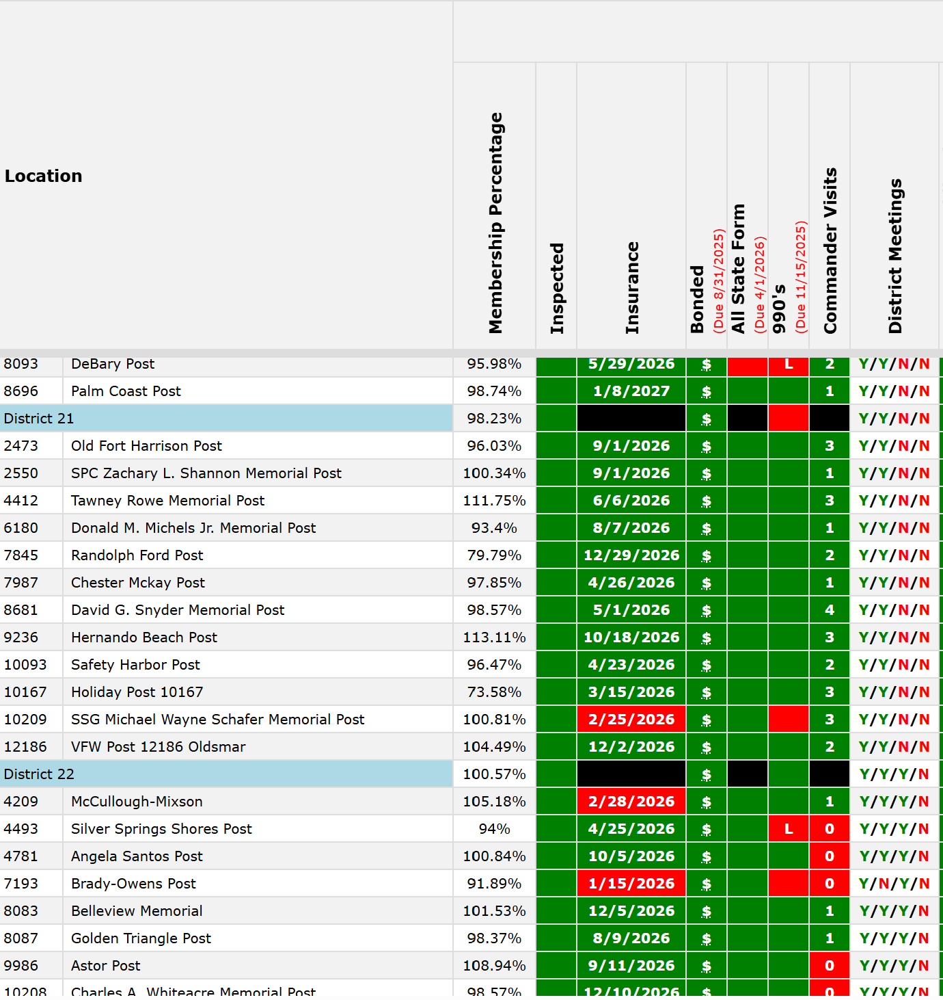 Location
Membership Percentage
Inspected
Insurance
Bonded
(Due 8/31/2025)
All State Form
(Due 4/1/2026)
990's
(Due 11/15/2025)
Commander Visits
District Meetings
8093 DeBary Post 95.98% 5/29/2026 $ L 2 Y/Y/N/N
8696 Palm Coast Post 98.74% 1/8/2027 $ 1 Y/Y/N/N
District 21 98.23% $ Y/Y/N/N
2473 Old Fort Harrison Post 96.03% 9/1/2026 $ 3 Y/Y/N/N
2550 SPC Zachary L. Shannon Memorial Post 100.34% 9/1/2026 $ 1 Y/Y/N/N
4412 Tawney Rowe Memorial Post 111.75% 6/6/2026 $ 3 Y/Y/N/N
6180 Donald M. Michels Jr. Memorial Post 93.4% 8/7/2026 $ 1 Y/Y/N/N
7845 Randolph Ford Post 79.79% 12/29/2026 $ 2 Y/Y/N/N
7987 Chester Mckay Post 97.85% 4/26/2026 $ 1 Y/Y/N/N
8681 David G. Snyder Memorial Post 98.57% 5/1/2026 $ 4 Y/Y/N/N
9236 Hernando Beach Post 113.11% 10/18/2026 $ 3 Y/Y/N/N
10093 Safety Harbor Post 96.47% 4/23/2026 $ 2 Y/Y/N/N
10167 Holiday Post 10167 73.58% 3/15/2026 $ 3 Y/Y/N/N
10209 SSG Michael Wayne Schafer Memorial Post 100.81% 2/25/2026 $ 3 Y/Y/N/N
12186 VFW Post 12186 Oldsmar 104.49% 12/2/2026 $ 2 Y/Y/N/N
District 22 100.57% $ Y/Y/Y/N
4209 McCullough-Mixson 105.18% 2/28/2026 $ 1 Y/Y/Y/N
4493 Silver Springs Shores Post 94% 4/25/2026 $ L 0 Y/Y/Y/N
4781 Angela Santos Post 100.84% 10/5/2026 $ 0 Y/Y/Y/N
7193 Brady-Owens Post 91.89% 1/15/2026 $ 0 Y/N/Y/N
8083 Belleview Memorial 101.53% 12/5/2026 $ 1 Y/Y/Y/N
8087 Golden Triangle Post 98.37% 8/9/2026 $ 1 Y/Y/Y/N
9986 Astor Post 108.94% 9/11/2026 $ 0 Y/Y/Y/N
10208 Charles A. Whiteacre Memorial Post 98.57% 12/10/2026 $ 0 Y/Y/Y/N